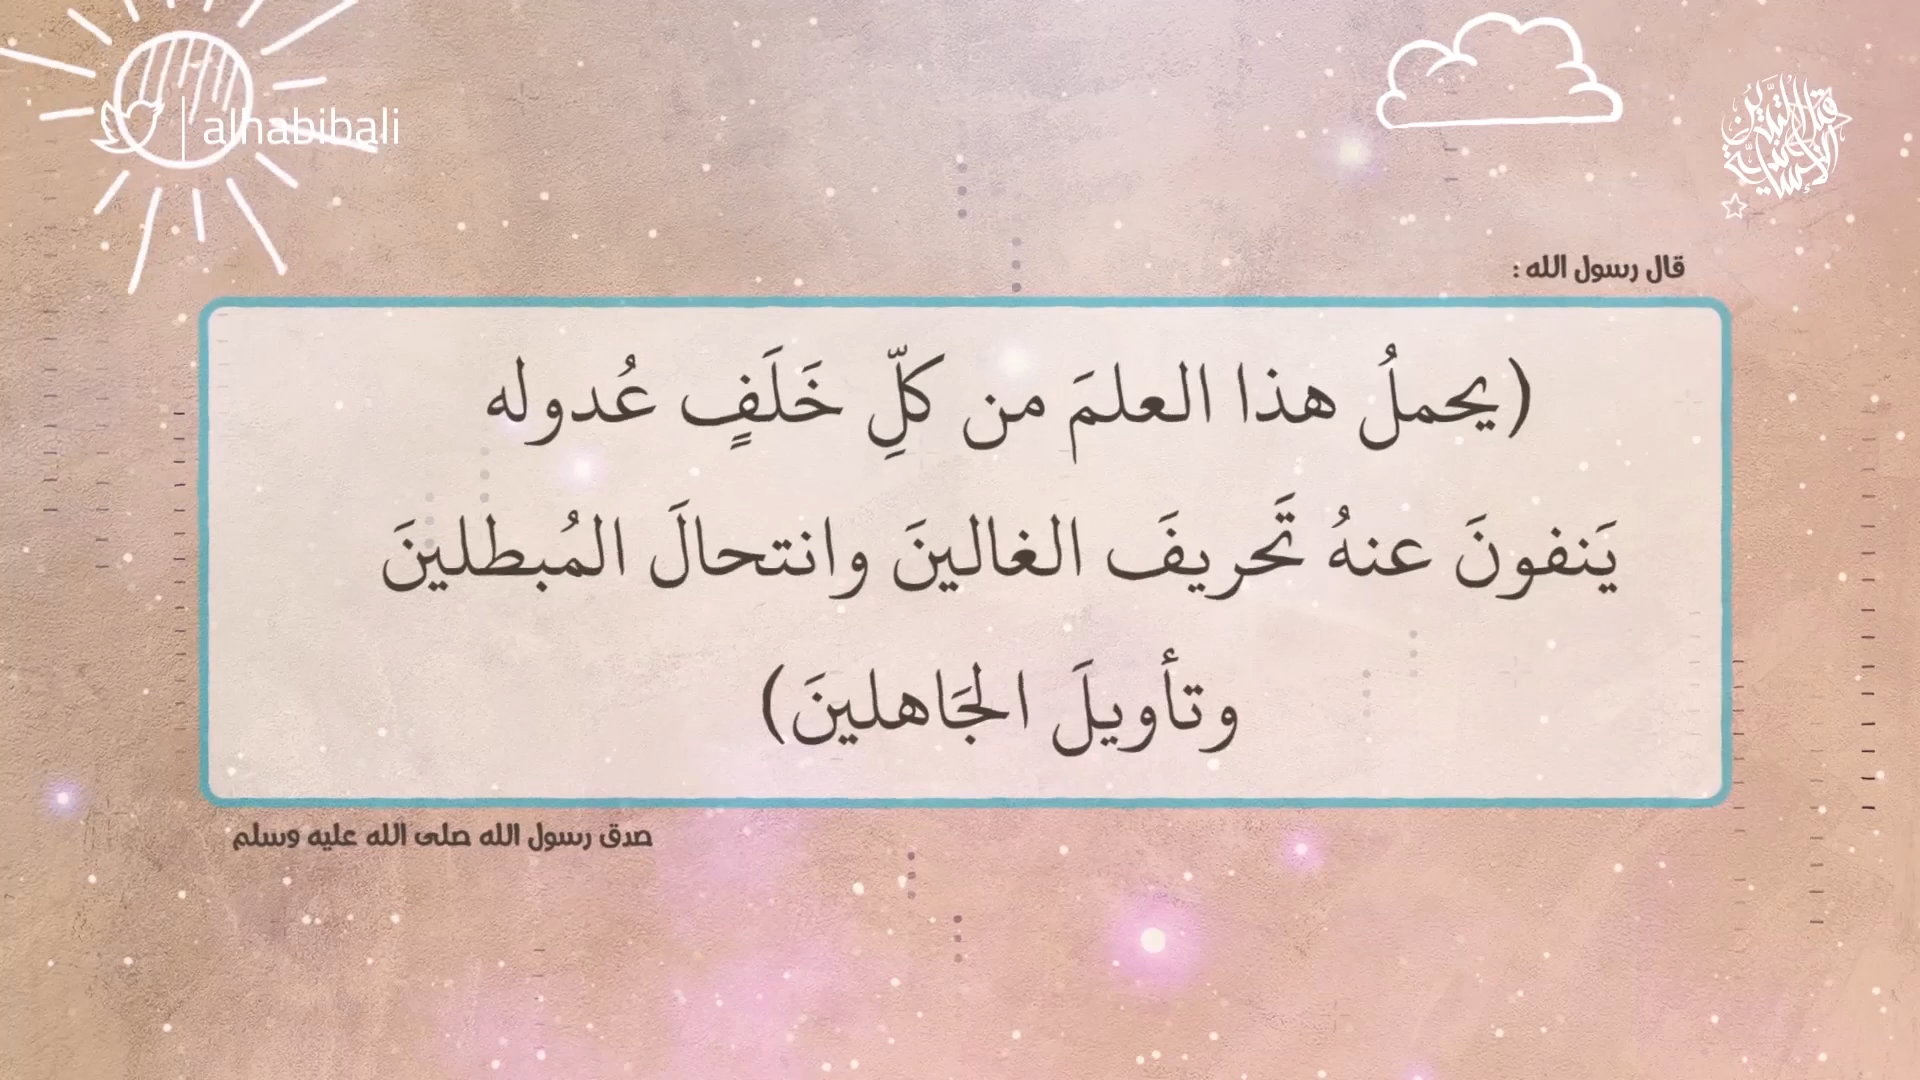 alhabibali
قال رسول الله :
(يحملُ هذا العلمَ من كلِّ خَلَفٍ عُدوله
يَنفونَ عنهُ تَحريفَ الغالينَ وانتحالَ المُبطلينَ
وتأويلَ الجَاهلينَ)
صدق رسول الله صلى الله عليه وسلم